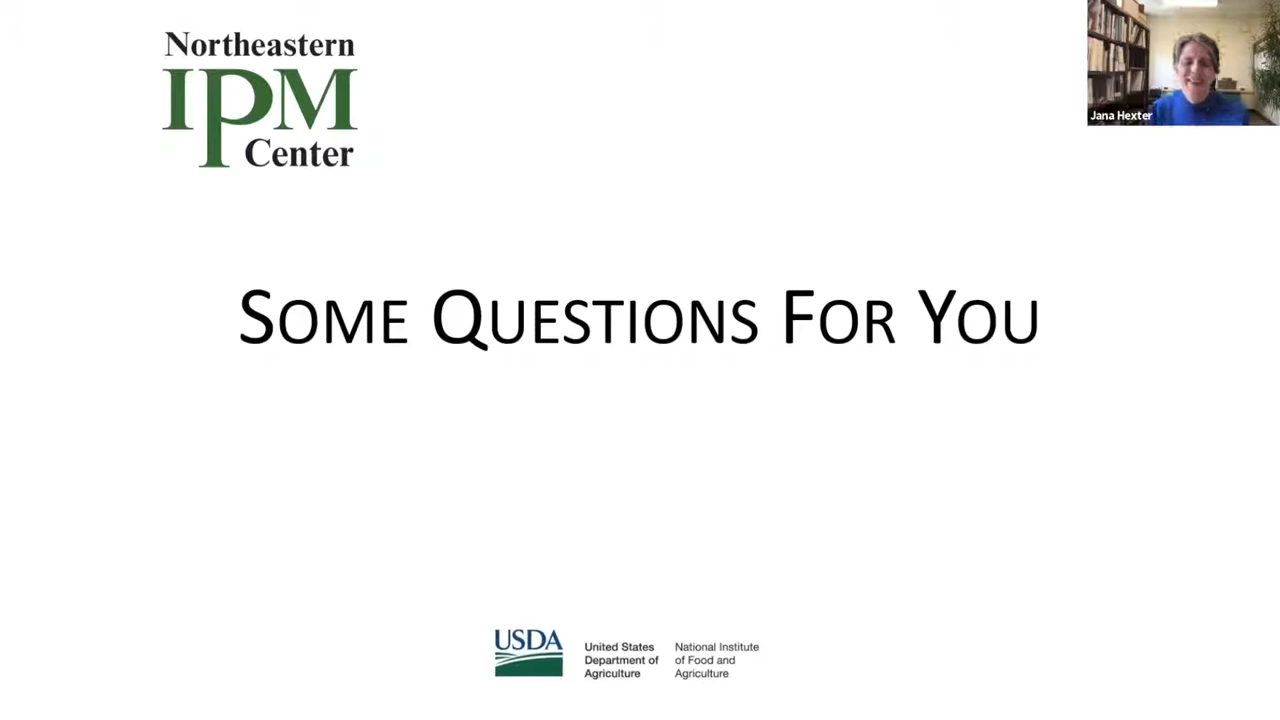 Northeastern
IPM
Center
Jana Hexter
SOME QUESTIONS FOR YOU
USDA
United States
Department of
Agriculture
National Institute
of Food and
Agriculture